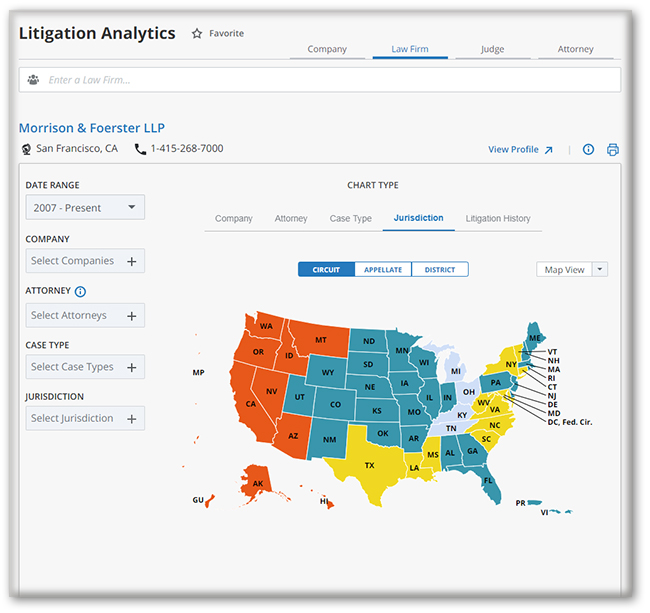 Litigation Analytics Favorite
Company Law Firm Judge Attorney
Enter a Law Firm...
Morrison & Foerster LLP
San Francisco, CA 1-415-268-7000 View Profile
DATE RANGE
2007 - Present
COMPANY
Select Companies +
ATTORNEY
Select Attorneys +
CASE TYPE
Select Case Types +
JURISDICTION
Select Jurisdiction +
CHART TYPE
Company Attorney Case Type Jurisdiction Litigation History
CIRCUIT APPELLATE DISTRICT Map View
WA MT ND MN ME
OR ID SD WI NY VT
NH
MP WY MI MA
RI
NV NE IA PA CT
CA UT CO IL IN OH NJ
DE
KS MO WV VA MD
KY DC, Fed. Cir.
AZ NM OK AR TN NC
SC
TX LA MS AL GA
FL
AK
GU HI PR
VI